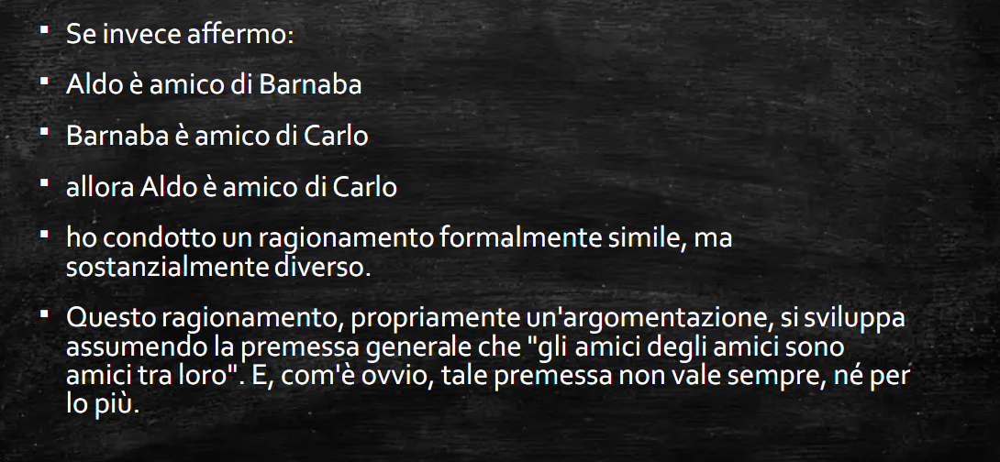 ▪ Se invece affermo:
▪ Aldo è amico di Barnaba
▪ Barnaba è amico di Carlo
▪ allora Aldo è amico di Carlo
▪ ho condotto un ragionamento formalmente simile, ma
sostanzialmente diverso.
▪ Questo ragionamento, propriamente un'argomentazione, si sviluppa
assumendo la premessa generale che "gli amici degli amici sono
amici tra loro". E, com'è ovvio, tale premessa non vale sempre, né per
lo più.